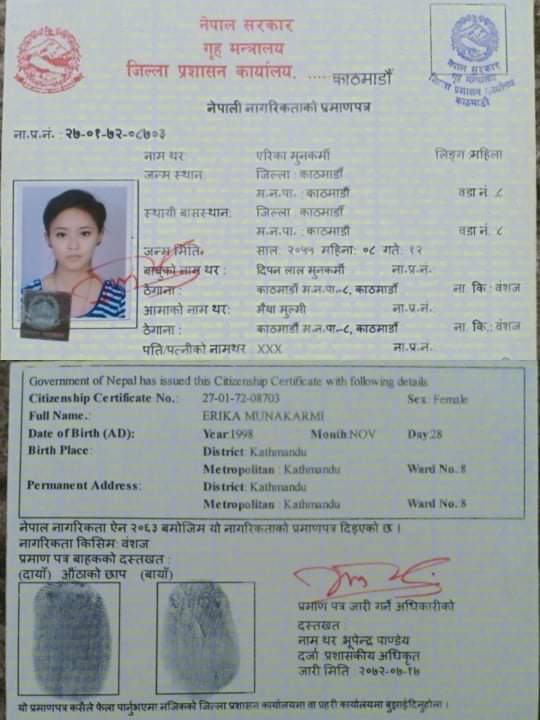 नेपाल सरकार
गृह मन्त्रालय
जिल्ला प्रशासन कार्यालय, .....काठमाडौं
नेपाल सरकार
गृह मन्त्रालय
जिल्ला प्रशासन कार्यालय
काठमाडौं
नेपाली नागरिकताको प्रमाणपत्र
ना.प्र.नं. : २७-०१-७२-०८७०३
नाम थर : एरिका मुनकर्मी लिङ्ग :महिला
जन्म स्थान : जिल्ला : काठमाडौं
म.न.पा. : काठमाडौं वडा नं. ८
स्थायी बासस्थान: जिल्ला : काठमाडौं
म.न.पा. : काठमाडौं वडा नं. ८
जन्म मिति: साल: २०५५ महिना: ०८ गते: १२
बाबुको नाम थर : दिपन लाल मुनकर्मी ना.प्र.नं.
ठेगाना : काठमाडौं म.न.पा.-८, काठमाडौं ना. कि.: वंशज
आमाको नाम थर: मैया मुल्मी ना.प्र.नं.
ठेगाना : काठमाडौं म.न.पा.-८, काठमाडौं ना. कि.: वंशज
पति/पत्नीको नामथर : XXX ना.प्र.नं.
Government of Nepal has issued this Citizenship Certificate with following details
Citizenship Certificate No.: 27-01-72-08703 Sex: Female
Full Name.: ERIKA MUNAKARMI
Date of Birth (AD): Year:1998 Month:NOV Day:28
Birth Place: District: Kathmandu
Metropolitan : Kathmandu Ward No. 8
Permanent Address: District: Kathmandu
Metropolitan : Kathmandu Ward No. 8
नेपाल नागरिकता ऐन २०६३ बमोजिम यो नागरिकताको प्रमाणपत्र दिइएको छ ।
नागरिकता किसिम: वंशज
प्रमाण पत्र बाहकको दस्तखत :
(दायाँ) औंठाको छाप (बायाँ)
प्रमाण पत्र जारी गर्ने अधिकारीको
दस्तखत :
नाम थर भूपेन्द्र पाण्डेय
दर्जा प्रशासकीय अधिकृत
जारी मिति : २०७२-०७-१७
यो प्रमाणपत्र कसैले फेला पार्नुभएमा नजिकको जिल्ला प्रशासन कार्यालयमा वा प्रहरी कार्यालयमा बुझाईदिनुहोला ।